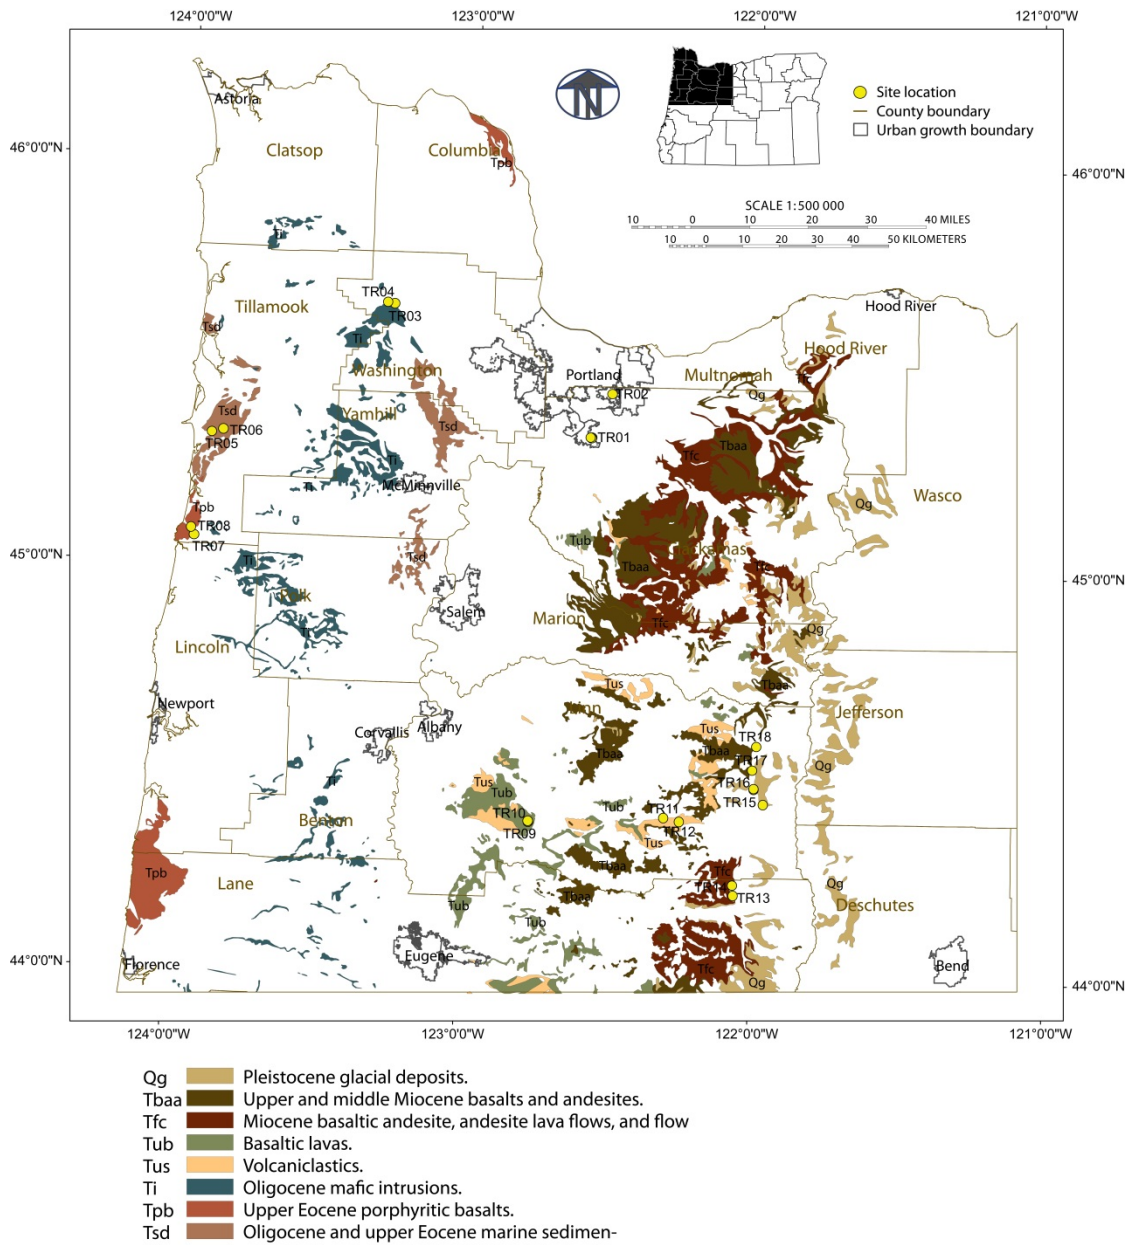 124°0'0"W
123°0'0"W
122°0'0"W
121°0'0"W
Astoria
N
Site location
County boundary
Urban growth boundary
46°0'0"N
Clatsop
Columbia
Tpb
46°0'0"N
SCALE 1:500 000
10 0 10 20 30 40 MILES
10 0 10 20 30 40 50 KILOMETERS
Ti
TR04
Tillamook
TR03
Hood River
Tsd
Ti
Hood River
Washington
Portland
Multnomah
Tfc
TR02
Qg
Tsd
Yamhill
Tsd
TR06
TR05
TR01
Tbaa
Tfc
Ti
McMinnville
Ti
Wasco
Tpb
Qg
TR08
TR07
Tub
Clackamas
45°0'0"N
Tsd
Ti
Tbaa
Tfc
45°0'0"N
Polk
Salem
Marion
Tfc
Qg
Ti
Lincoln
Tus
Tbaa
Newport
Linn
Jefferson
Albany
Corvallis
Tus
TR18
Tbaa
Tbaa
TR17
Qg
Ti
Tus
Tub
TR16
TR15
Benton
TR10
Tub
TR11
TR09
TR12
Tus
Tpb
Tbaa
Tfc
Lane
TR14
TR13
Qg
Tbaa
Tub
Deschutes
Tub
Eugene
Florence
Tfc
Bend
44°0'0"N
Qg
44°0'0"N
124°0'0"W
123°0'0"W
122°0'0"W
121°0'0"W
Qg Pleistocene glacial deposits.
Tbaa Upper and middle Miocene basalts and andesites.
Tfc Miocene basaltic andesite, andesite lava flows, and flow
Tub Basaltic lavas.
Tus Volcaniclastics.
Ti Oligocene mafic intrusions.
Tpb Upper Eocene porphyritic basalts.
Tsd Oligocene and upper Eocene marine sedimen-